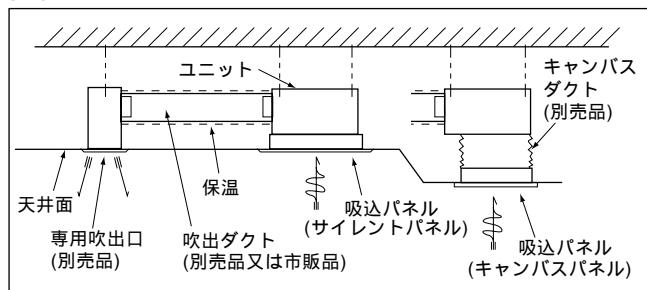 ユニット
キャンバス
ダクト
(別売品)
天井面
保温
専用吹出口
(別売品)
吹出ダクト
(別売品又は市販品)
吸込パネル
(サイレントパネル)
吸込パネル
(キャンバスパネル)